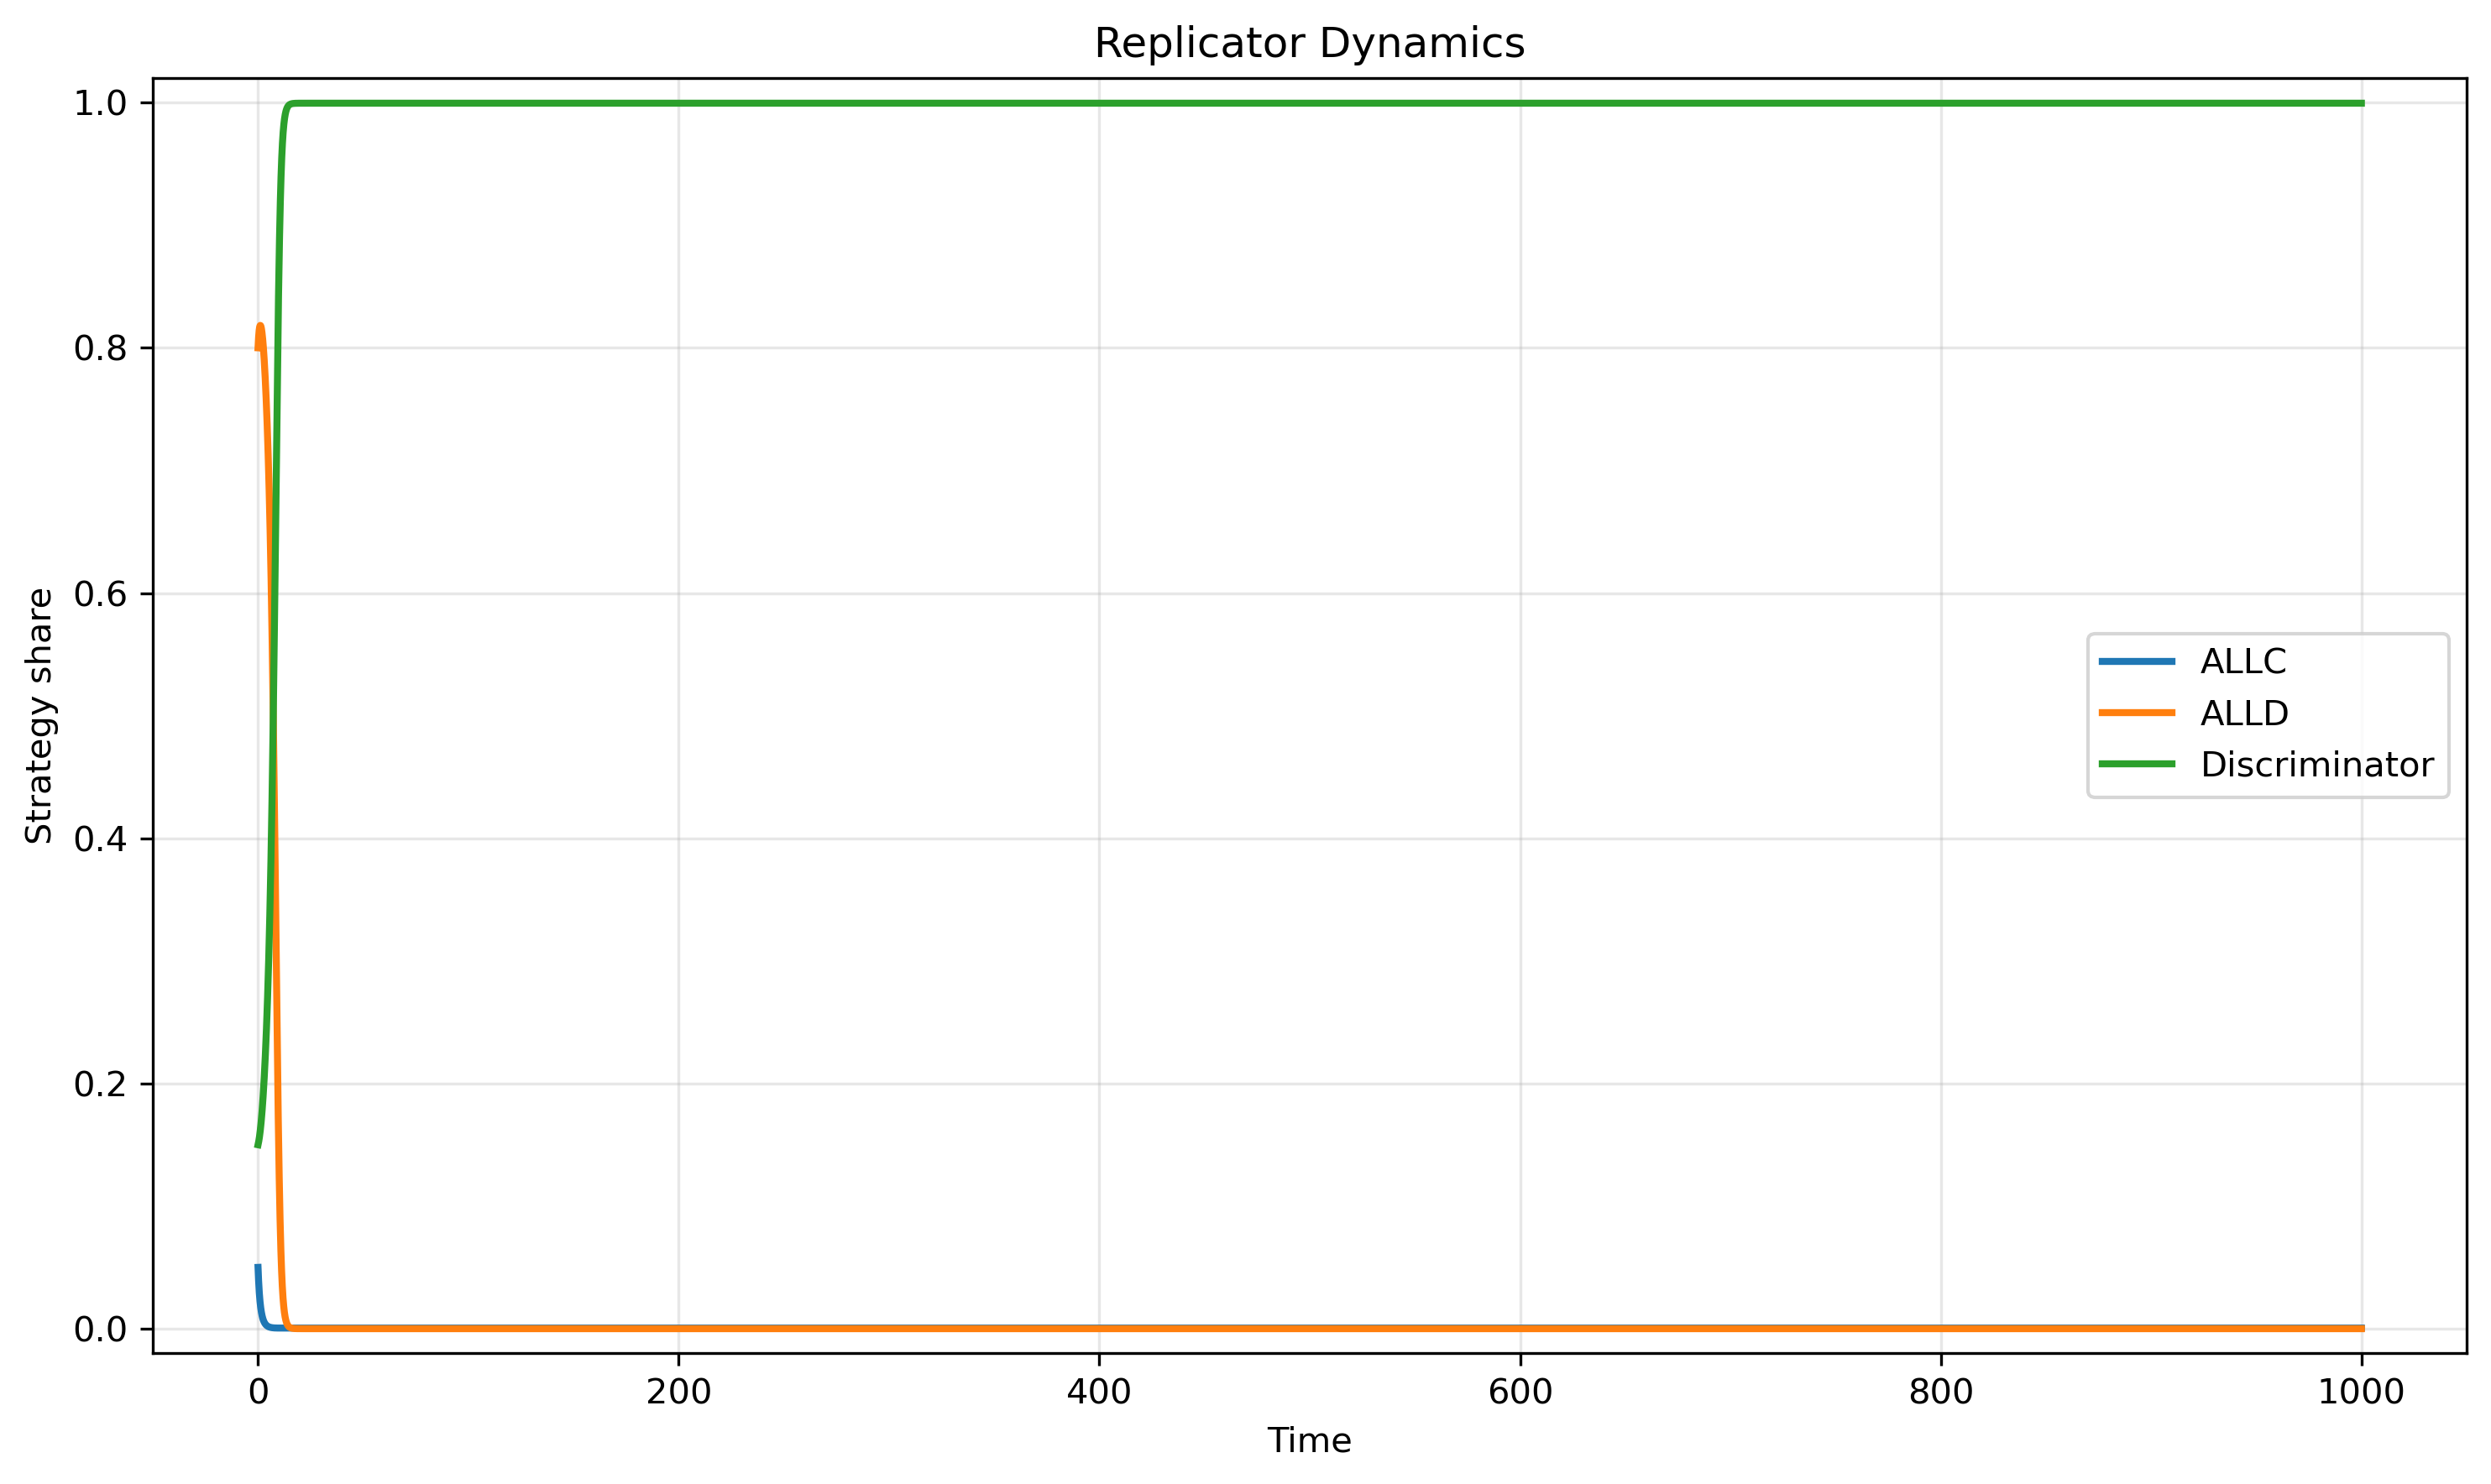 Replicator Dynamics
Strategy share
1.0
0.8
0.6
0.4
0.2
0.0
ALLC
ALLD
Discriminator
0 200 400 600 800 1000
Time